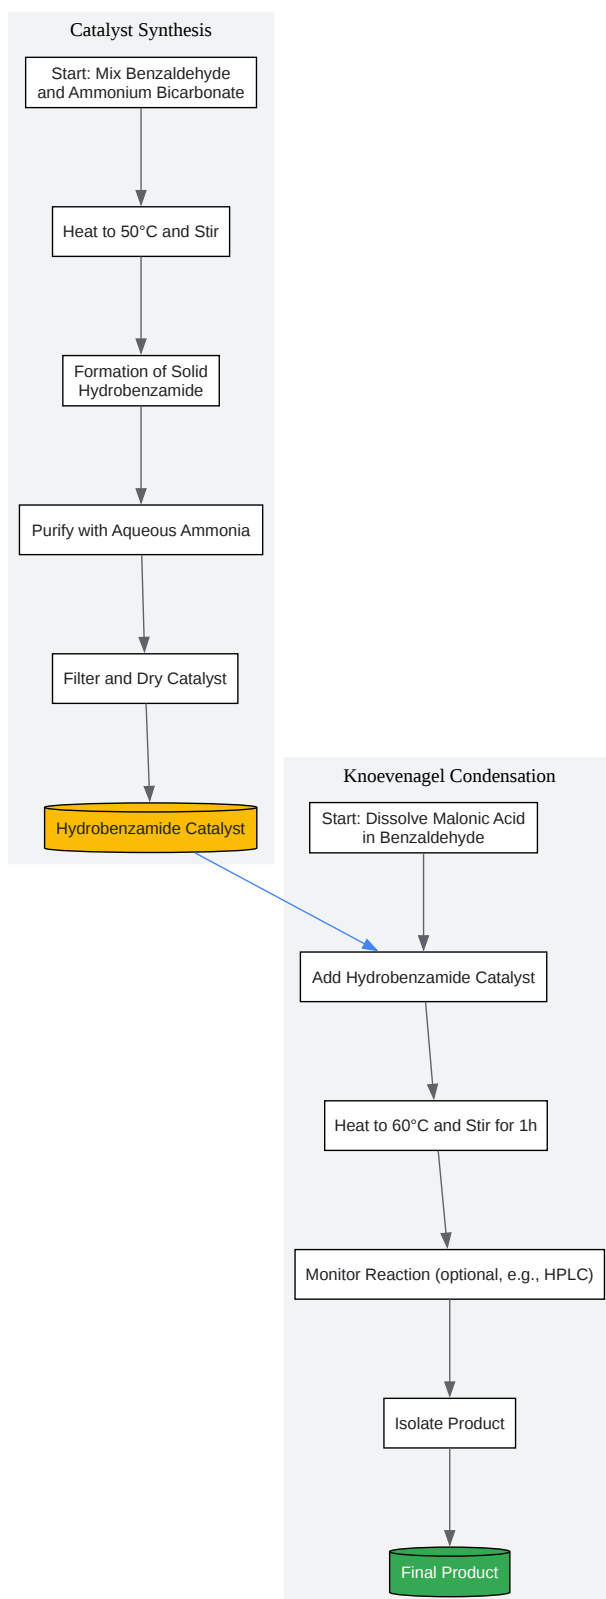 Catalyst Synthesis
Start: Mix Benzaldehyde
and Ammonium Bicarbonate
Heat to 50°C and Stir
Formation of Solid
Hydrobenzamide
Purify with Aqueous Ammonia
Filter and Dry Catalyst
Hydrobenzamide Catalyst
Knoevenagel Condensation
Start: Dissolve Malonic Acid
in Benzaldehyde
Add Hydrobenzamide Catalyst
Heat to 60°C and Stir for 1h
Monitor Reaction (optional, e.g., HPLC)
Isolate Product
Final Product